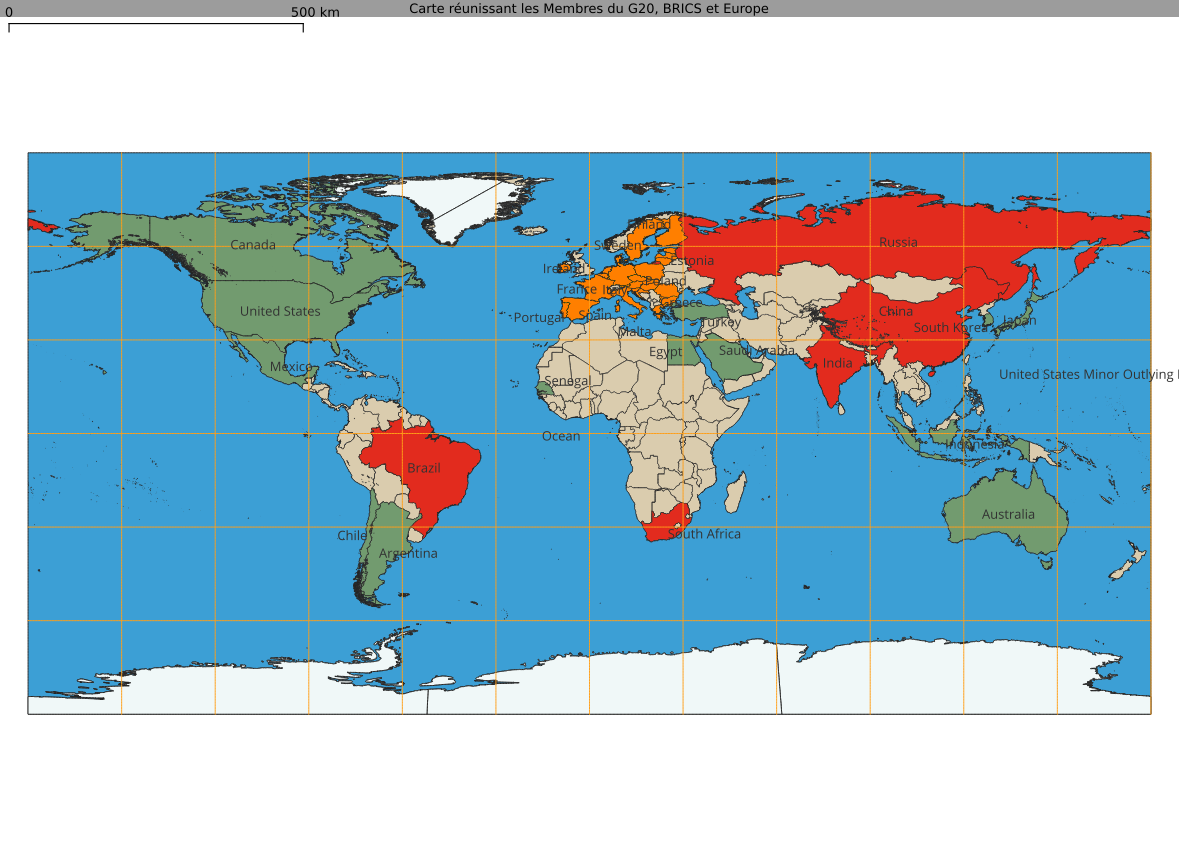 0
500 km
Carte réunissant les Membres du G20, BRICS et Europe
Canada
Russia
Sweden
Estonia
Poland
France
Italy
Greece
Portugal
Spain
Malta
Turkey
China
South Korea
Japan
United States
Mexico
Egypt
Saudi Arabia
India
Senegal
United States Minor Outlying
Ocean
Indonesia
Brazil
Australia
Chile
South Africa
Argentina